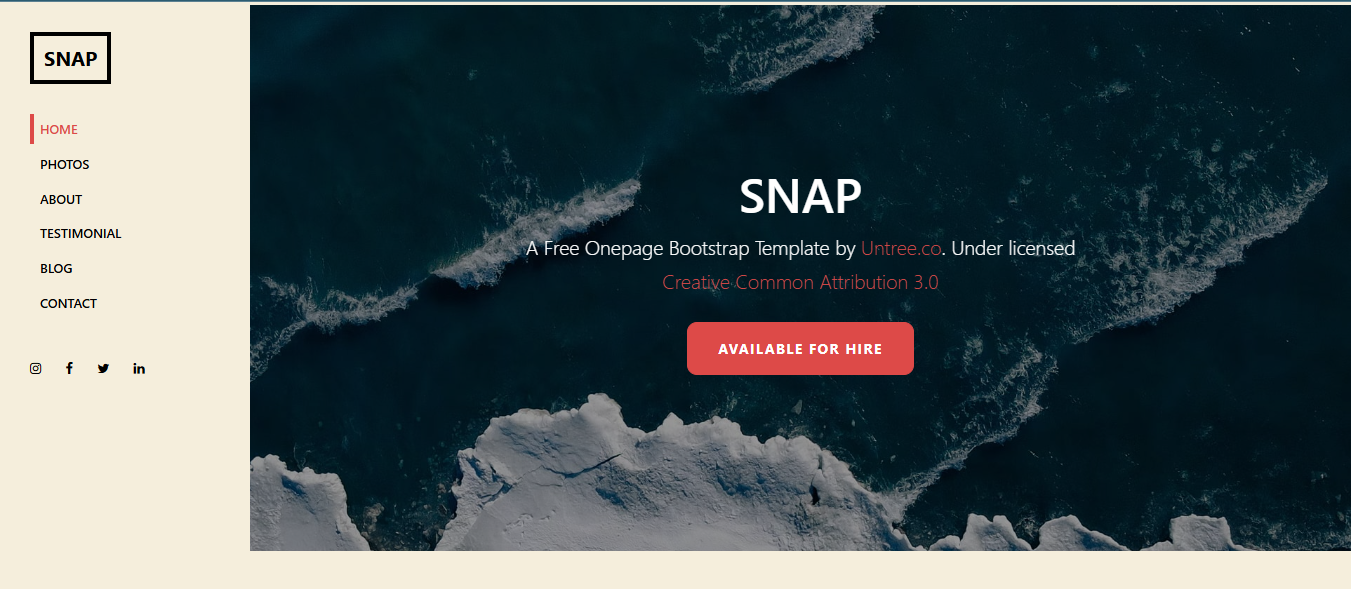 SNAP
HOME
PHOTOS
ABOUT
TESTIMONIAL
BLOG
CONTACT
SNAP
A Free Onepage Bootstrap Template by Untree.co. Under licensed
Creative Common Attribution 3.0
AVAILABLE FOR HIRE